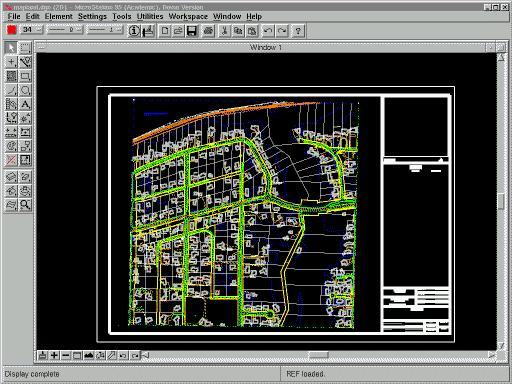 mapland.dgn (2D) - MicroStation 95 (Academic), Demo Version
File Edit Element Settings Tools Utilities Workspace Window Help
34 0 1
Window 1
Display complete
REF loaded.